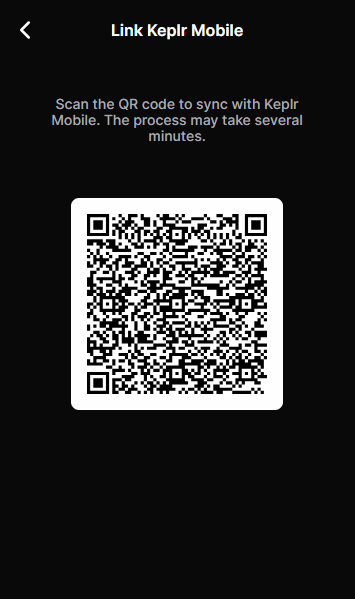 Link Keplr Mobile
Scan the QR code to sync with Keplr
Mobile. The process may take several
minutes.